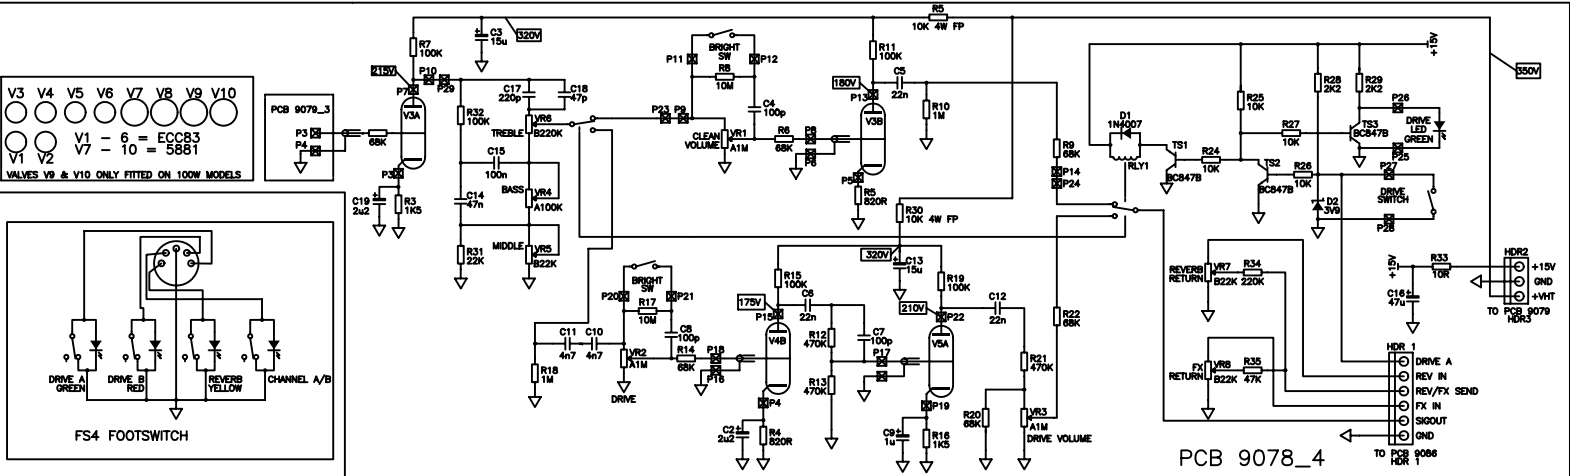 V3 V4 V5 V6 V7 V8 V9 V10
V1 V2
V1 - 6 = ECC83
V7 - 10 = 5881
VALVES V9 & V10 ONLY FITTED ON 100W MODELS
PCB 9079_3
P3
P4
68K
FS4 FOOTSWITCH
DRIVE A
GREEN
DRIVE B
RED
REVERB
YELLOW
CHANNEL A/B
R7
100K
215V
P10
P7
P29
V3A
P3
C19
2u2
R3
1K5
C3
15u
320V
R32
100K
C17
220p
C18
47p
VR6
TREBLE
B220K
C15
100n
C14
47n
BASS
VR4
A100K
MIDDLE
VR5
B22K
R31
22K
P11
BRIGHT
SW
P12
R8
10M
P23
P9
C4
100p
CLEAN
VOLUME
VR1
A1M
R6
68K
R11
100K
180V
P13
C5
22n
V3B
P5
R5
820R
R10
1M
R5
10K 4W FP
R30
10K 4W FP
320V
C13
15u
P20
BRIGHT
SW
P21
R17
10M
C11
4n7
C10
4n7
R18
1M
VR2
A1M
DRIVE
C8
100p
R14
68K
P18
P16
R15
100K
175V
P15
C6
22n
V4B
P4
C2
2u2
R4
820R
R12
470K
R13
470K
C7
100p
P17
R19
100K
210V
P22
V5A
P19
C9
1u
R16
1K5
C12
22n
R21
470K
R20
68K
VR3
A1M
DRIVE VOLUME
R9
68K
P14
P24
R22
68K
D1
1N4007
RLY1
TS1
BC847B
R24
10K
R25
10K
TS2
BC847B
R27
10K
R26
10K
R28
2K2
R29
2K2
+15V
TS3
BC847B
P26
DRIVE
LED
GREEN
P25
P27
DRIVE
SWITCH
P28
D2
3V9
350V
REVERB
RETURN
VR7
B22K
R34
220K
FX
RETURN
VR8
B22K
R35
47K
+15V
R33
10R
C16
47u
HDR2
+15V
GND
+VHT
TO PCB 9079
HDR3
HDR 1
DRIVE A
REV IN
REV/FX SEND
FX IN
SIGOUT
GND
TO PCB 9086
HDR 1
PCB 9078_4